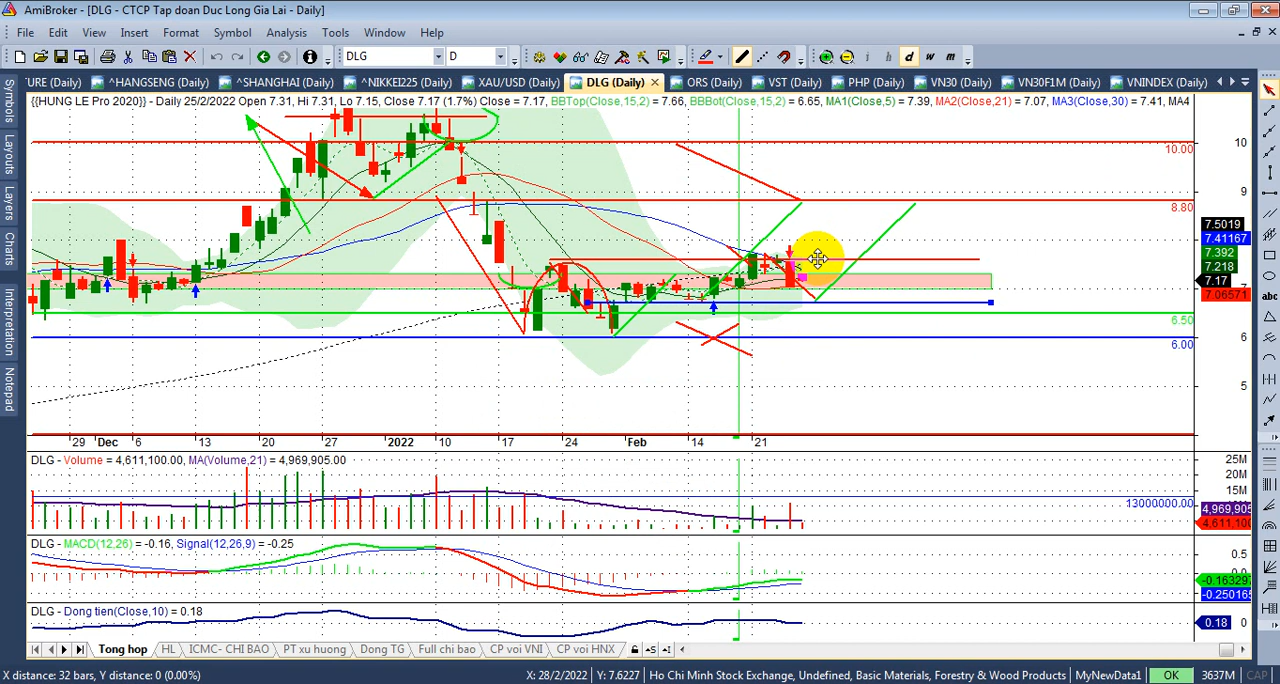 AmiBroker - [DLG - CTCP Tap doan Duc Long Gia Lai - Daily]
File Edit View Insert Format Symbol Analysis Tools Window Help
DLG D i h d w m
URE (Daily) ^HANGSENG (Daily) ^SHANGHAI (Daily) ^NIKKEI225 (Daily) XAU/USD (Daily) DLG (Daily) ORS (Daily) VST (Daily) PHP (Daily) VN30 (Daily) VN30F1M (Daily) VNINDEX (Daily)
{{HUNG LE Pro 2020}} - Daily 25/2/2022 Open 7.31, Hi 7.31, Lo 7.15, Close 7.17 (1.7%) Close = 7.17, BBTop(Close,15,2) = 7.66, BBBot(Close,15,2) = 6.65, MA1(Close,5) = 7.39, MA2(Close,21) = 7.07, MA3(Close,30) = 7.41, MA4
Symbols
Layouts
Layers
Charts
Interpretation
Notepad
10.00
10
9
8.80
7.5019
7.41167
7.392
7.218
7.17
7.06571
7
6.50
6
6.00
5
29 Dec 6 13 20 27 2022 10 17 24 Feb 14 21
DLG - Volume = 4,611,100.00, MA(Volume,21) = 4,969,905.00
25M
20M
15M
13000000.00
4,969,905
4,611,100
DLG - MACD(12,26) = -0.16, Signal(12,26,9) = -0.25
0.5
0.0
-0.163297
-0.250165
DLG - Dong tien(Close,10) = 0.18
0.18 0
Tong hop HL ICMC- CHI BAO PT xu huong Dong TG Full chi bao CP voi VNI CP voi HNX
abc
X distance: 32 bars, Y distance: 0 (0.00%) X: 28/2/2022 Y: 7.6227 Ho Chi Minh Stock Exchange, Undefined, Basic Materials, Forestry & Wood Products MyNewData1 OK 3637M CAP